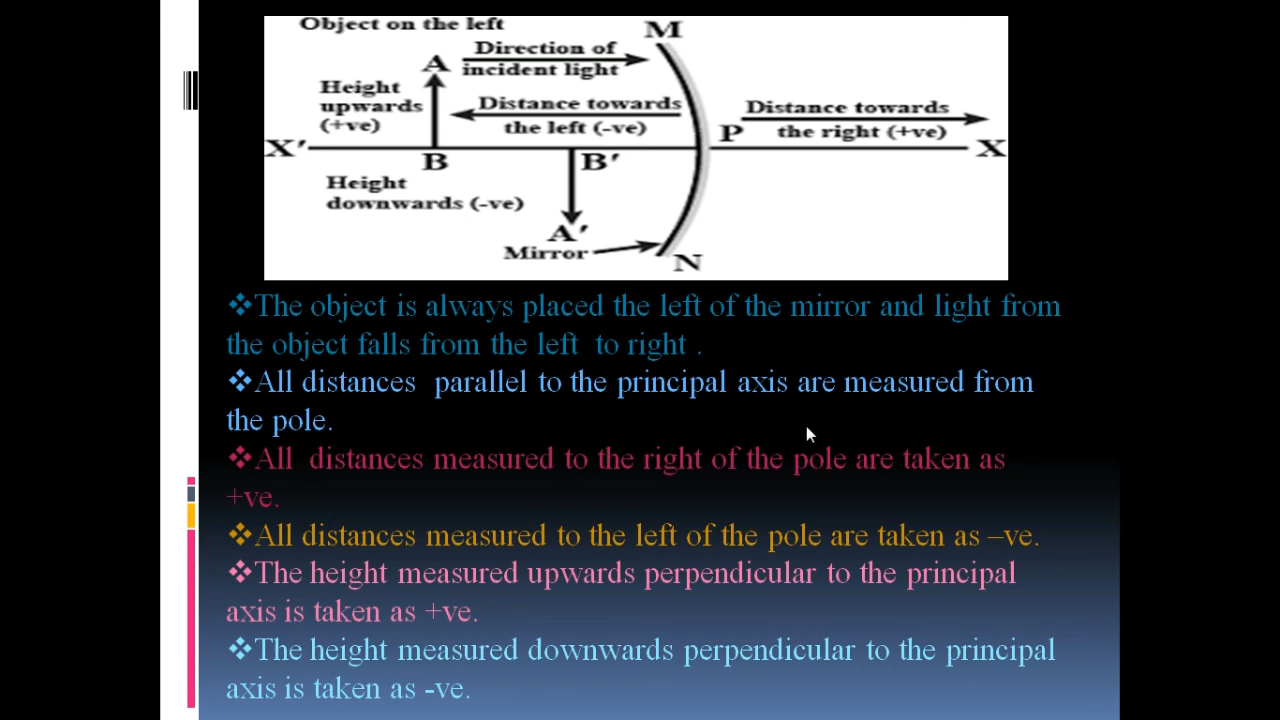 Object on the left
M
A
Direction of
incident light
Height
upwards
(+ve)
Distance towards
the left (-ve)
P
Distance towards
the right (+ve)
X'
B
B'
X
Height
downwards (-ve)
A'
Mirror
N
❖The object is always placed the left of the mirror and light from
the object falls from the left to right .
❖All distances parallel to the principal axis are measured from
the pole.
❖All distances measured to the right of the pole are taken as
+ve.
❖All distances measured to the left of the pole are taken as –ve.
❖The height measured upwards perpendicular to the principal
axis is taken as +ve.
❖The height measured downwards perpendicular to the principal
axis is taken as -ve.